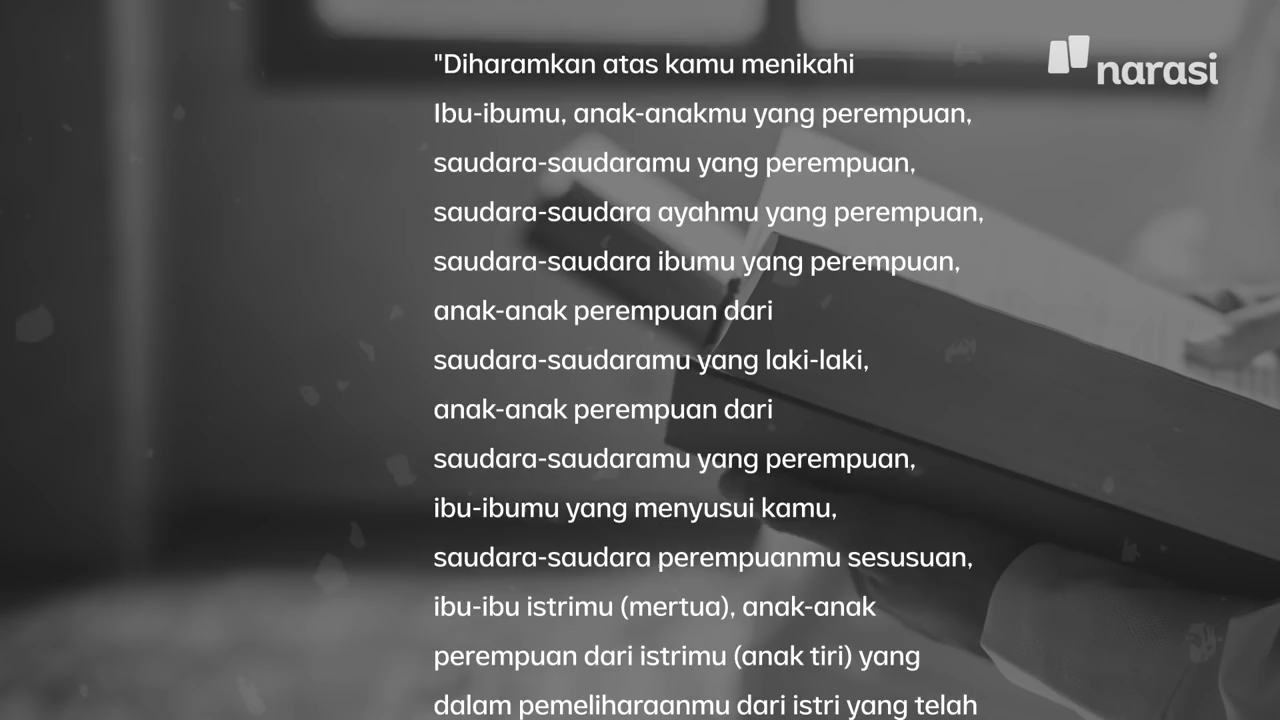 narasi
"Diharamkan atas kamu menikahi
Ibu-ibumu, anak-anakmu yang perempuan,
saudara-saudaramu yang perempuan,
saudara-saudara ayahmu yang perempuan,
saudara-saudara ibumu yang perempuan,
anak-anak perempuan dari
saudara-saudaramu yang laki-laki,
anak-anak perempuan dari
saudara-saudaramu yang perempuan,
ibu-ibumu yang menyusui kamu,
saudara-saudara perempuanmu sesusuan,
ibu-ibu istrimu (mertua), anak-anak
perempuan dari istrimu (anak tiri) yang
dalam pemeliharaanmu dari istri yang telah